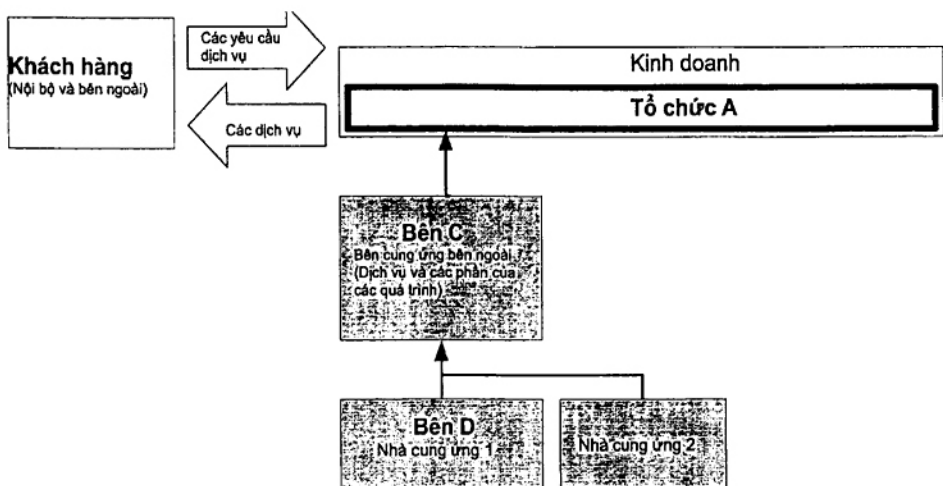 Các yêu cầu
dịch vụ
Khách hàng
(Nội bộ và bên ngoài)
Các dịch vụ
Kinh doanh
Tổ chức A
Bên C
Bên cung ứng bên ngoài
(Dịch vụ và các phần của
các quá trình)
Bên D
Nhà cung ứng 1
Nhà cung ứng 2